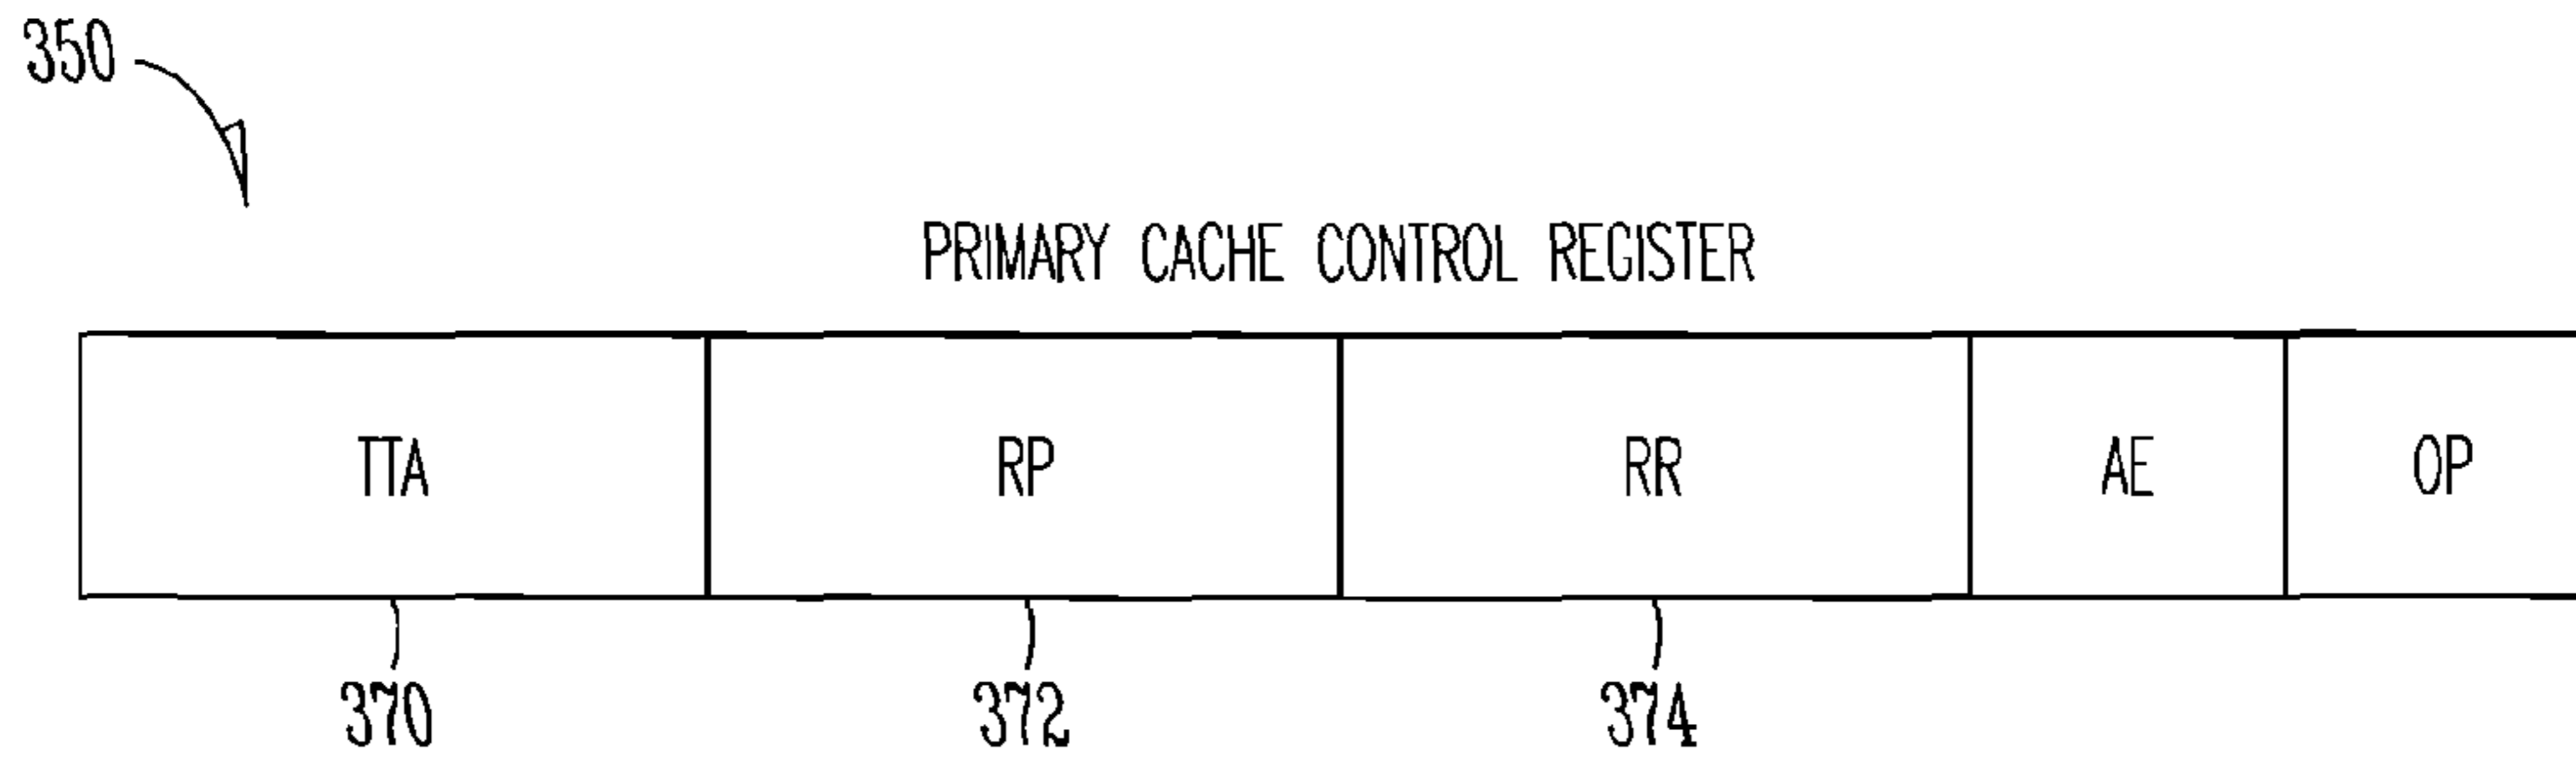 350
PRIMARY CACHE CONTROL REGISTER
TTA RP RR AE OP
370 372 374